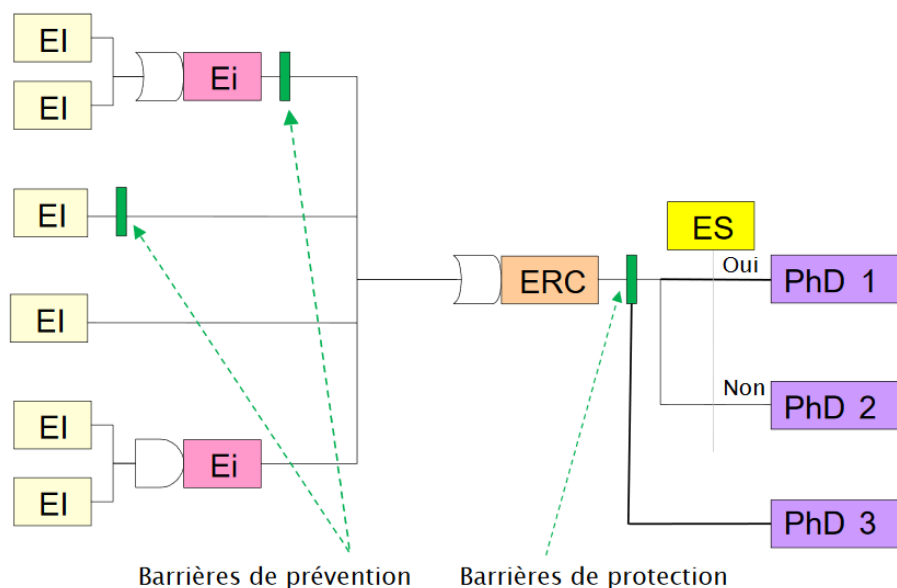 EI
EI
Ei
EI
EI
EI
EI
Ei
ERC
ES
Oui
Non
PhD 1
PhD 2
PhD 3
Barrières de prévention
Barrières de protection